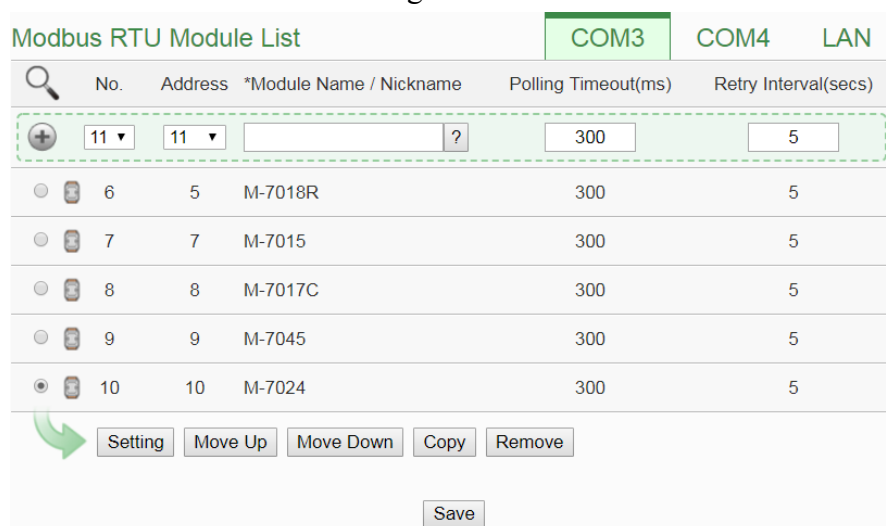 Modbus RTU Module List COM3 COM4 LAN
No. Address *Module Name / Nickname Polling Timeout(ms) Retry Interval(secs)
11 11 ? 300 5
6 5 M-7018R 300 5
7 7 M-7015 300 5
8 8 M-7017C 300 5
9 9 M-7045 300 5
10 10 M-7024 300 5
Setting Move Up Move Down Copy Remove
Save